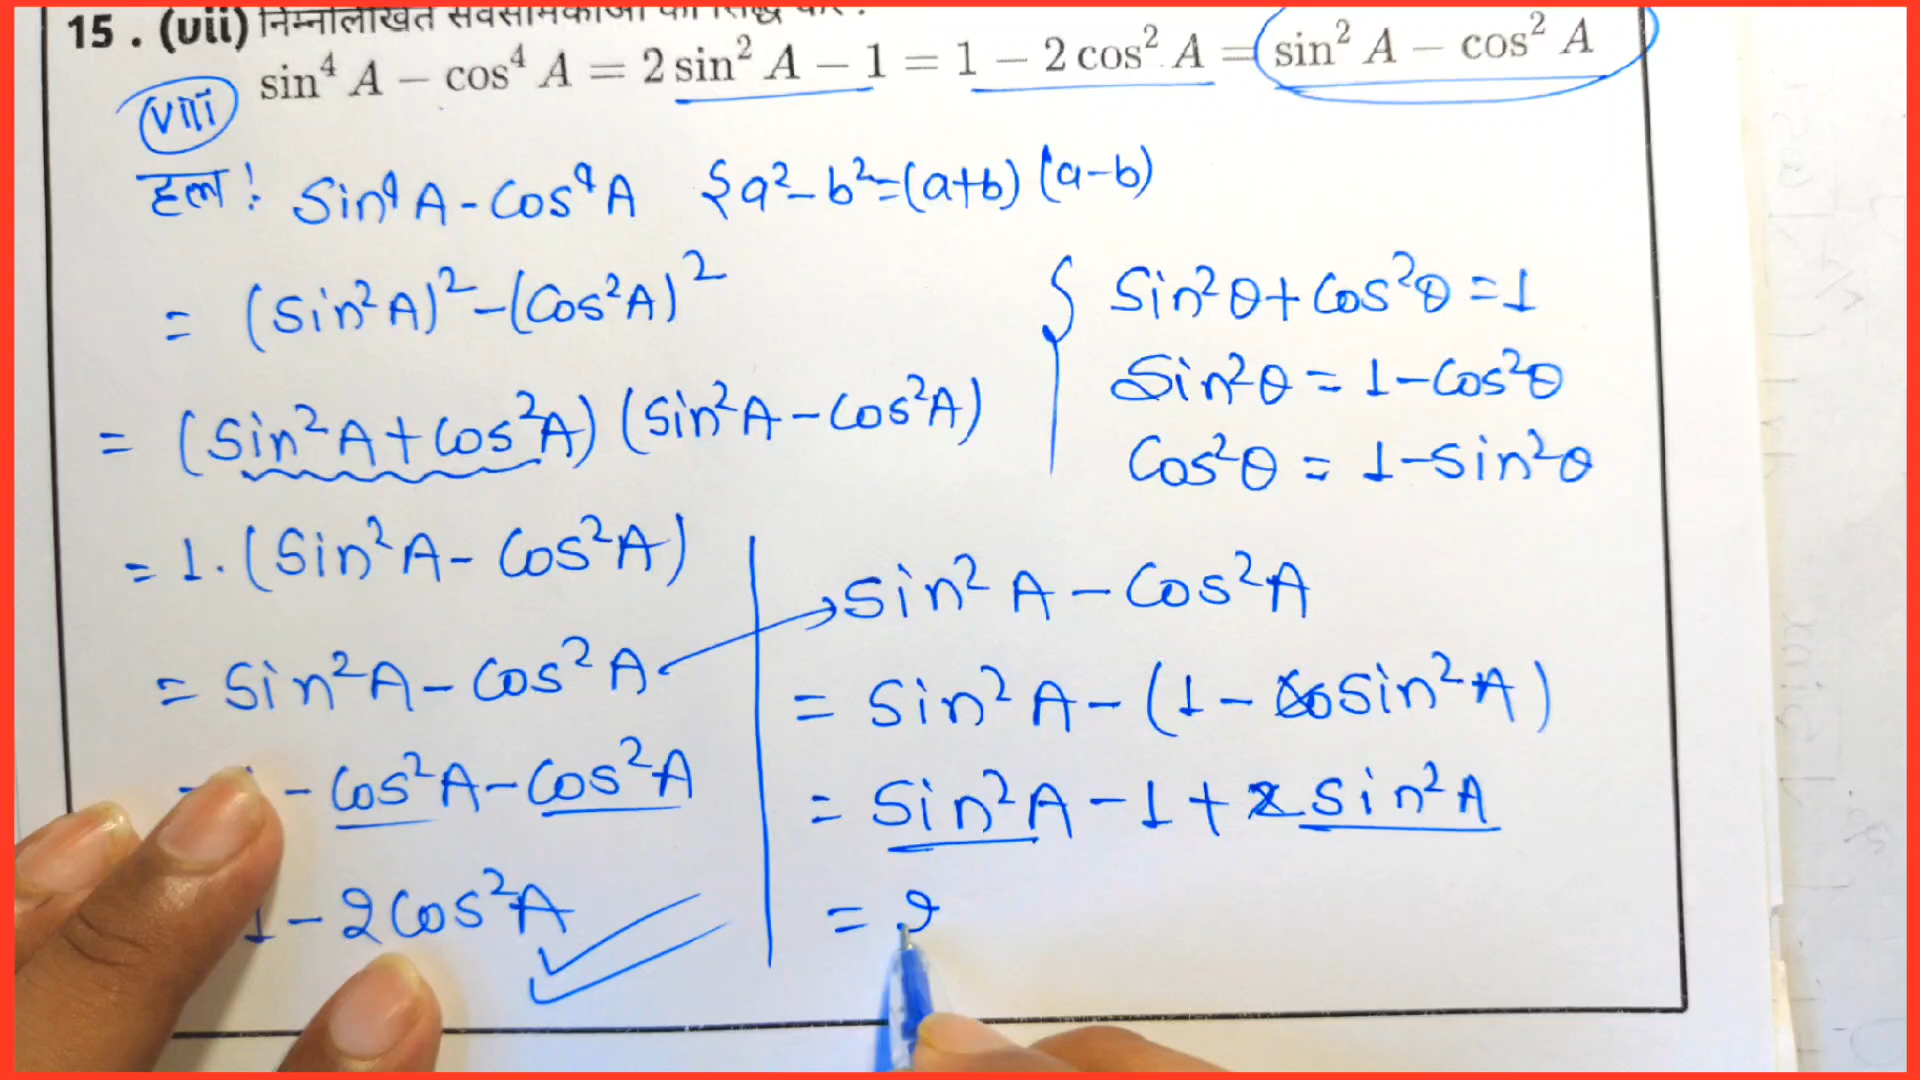 15 . (vii) निम्नलिखित सर्वसमिकाओं को सिद्ध करें :
sin⁴ A − cos⁴ A = 2 sin² A − 1 = 1 − 2 cos² A = sin² A − cos² A
(viii)
हल : Sin⁴A - Cos⁴A { a² - b² = (a+b) (a-b)
= (Sin²A)² - (Cos²A)²
= (Sin²A + Cos²A) (Sin²A - Cos²A)
= 1. (Sin²A - Cos²A)
= Sin²A - Cos²A
- Cos²A - Cos²A
1 - 2Cos²A
{ Sin²θ + Cos²θ = 1
Sin²θ = 1 - Cos²θ
Cos²θ = 1 - Sin²θ
Sin²A - Cos²A
= Sin²A - (1 - Sin²A)
= Sin²A - 1 + Sin²A
= 2